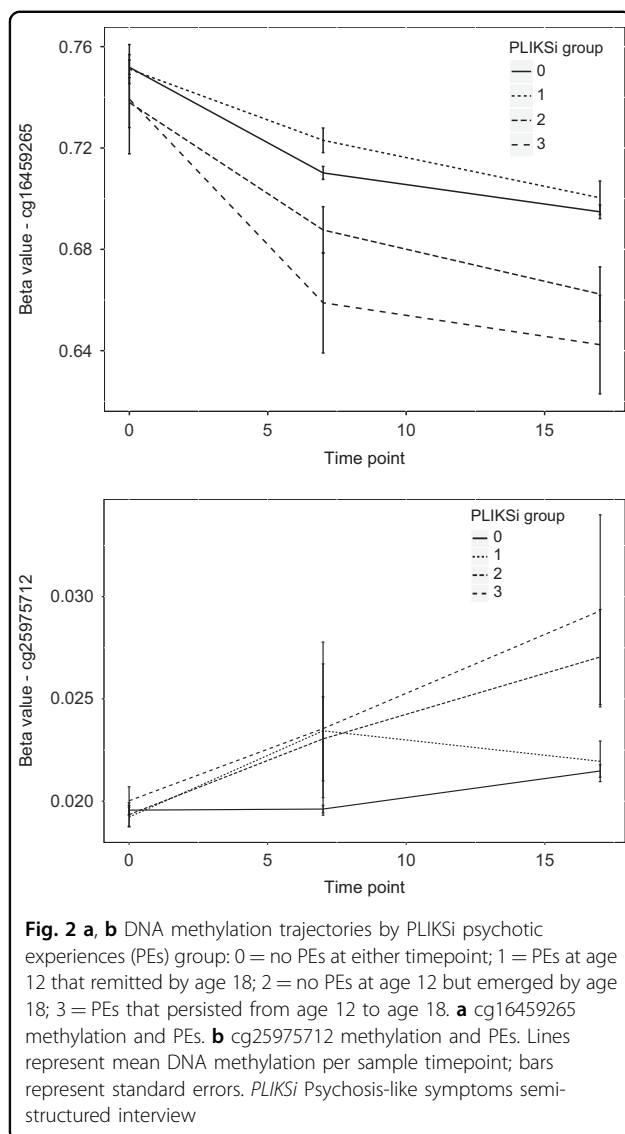 0.76
0.72
0.68
0.64
Beta value - cg16459265
PLIKSi group
0
1
2
3
0
5
10
15
Time point
0.030
0.025
0.020
Beta value - cg25975712
PLIKSi group
0
1
2
3
0
5
10
15
Time point
Fig. 2 a, b DNA methylation trajectories by PLIKSi psychotic
experiences (PEs) group: 0 = no PEs at either timepoint; 1 = PEs at age
12 that remitted by age 18; 2 = no PEs at age 12 but emerged by age
18; 3 = PEs that persisted from age 12 to age 18. a cg16459265
methylation and PEs. b cg25975712 methylation and PEs. Lines
represent mean DNA methylation per sample timepoint; bars
represent standard errors. PLIKSi Psychosis-like symptoms semi-
structured interview